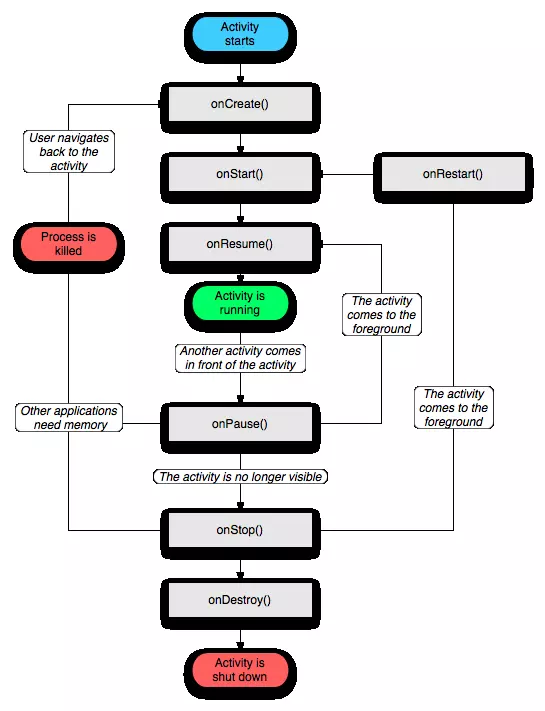 Activity
starts
onCreate()
User navigates
back to the
activity
onStart()
onRestart()
Process is
killed
onResume()
Activity is
running
The activity
comes to the
foreground
Another activity comes
in front of the activity
The activity
comes to the
foreground
Other applications
need memory
onPause()
The activity is no longer visible
onStop()
onDestroy()
Activity is
shut down